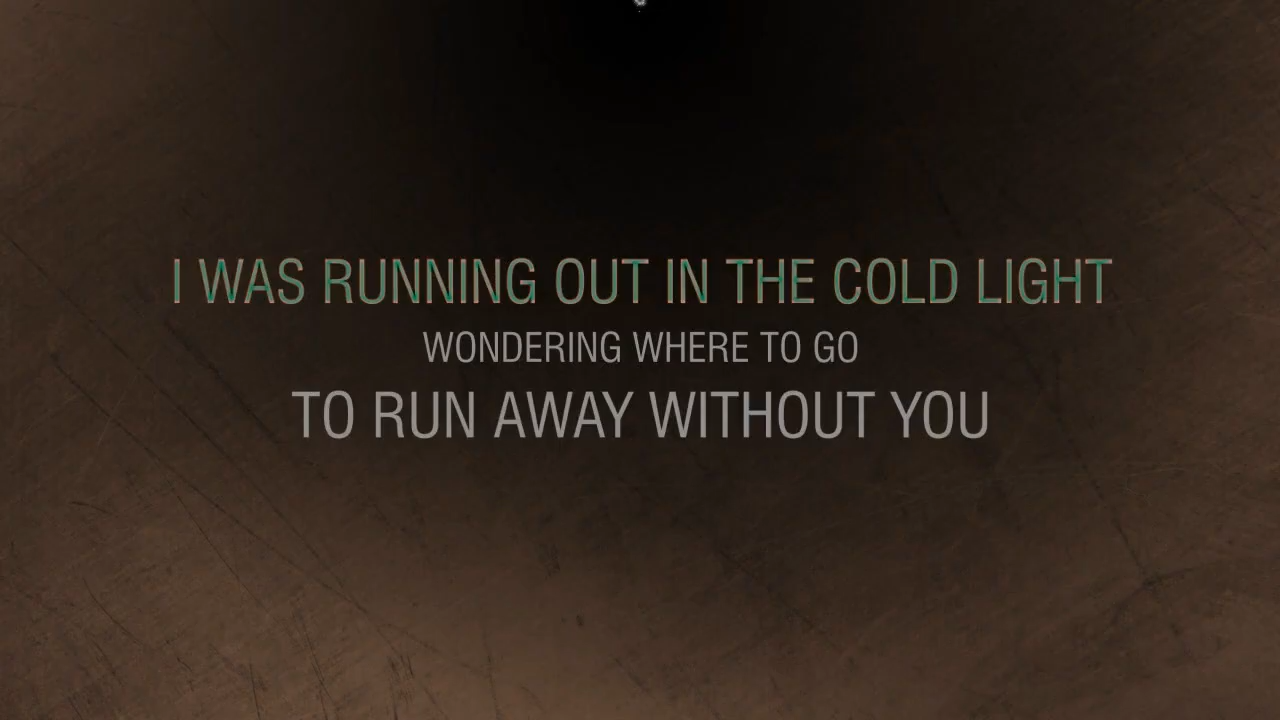 I WAS RUNNING OUT IN THE COLD LIGHT
WONDERING WHERE TO GO
TO RUN AWAY WITHOUT YOU